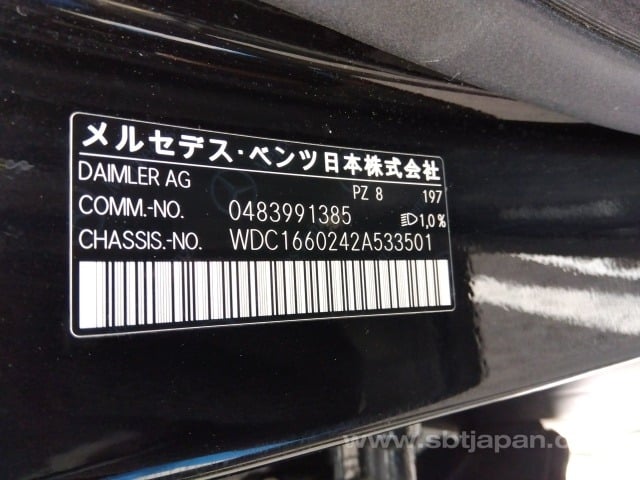 メルセデス・ベンツ日本株式会社
DAIMLER AG
PZ 8 197
COMM.-NO. 0483991385 1,0%
CHASSIS.-NO. WDC1660242A533501
www.sbtjapan.c